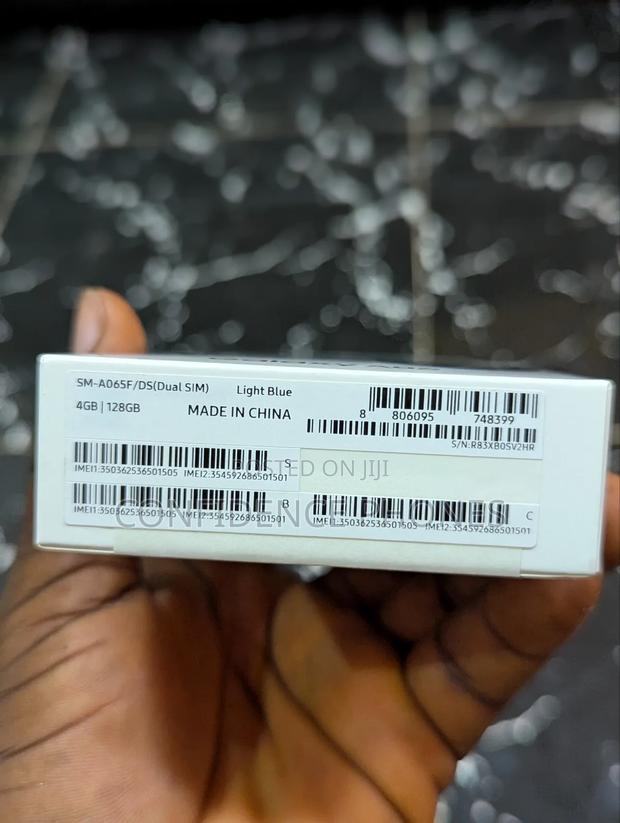 SM-A065F/DS(Dual SIM) Light Blue
4GB | 128GB MADE IN CHINA
8 806095 748399
S/N:R83XB0SV2HR
S
IMEI1:350362536501505 IMEI2:354592686501501
POSTED ON JIJI
B
IMEI1:350362536501505 IMEI2:354592686501501
C
IMEI1:350362536501505 IMEI2:354592686501501
CONFIDENCE PHONES